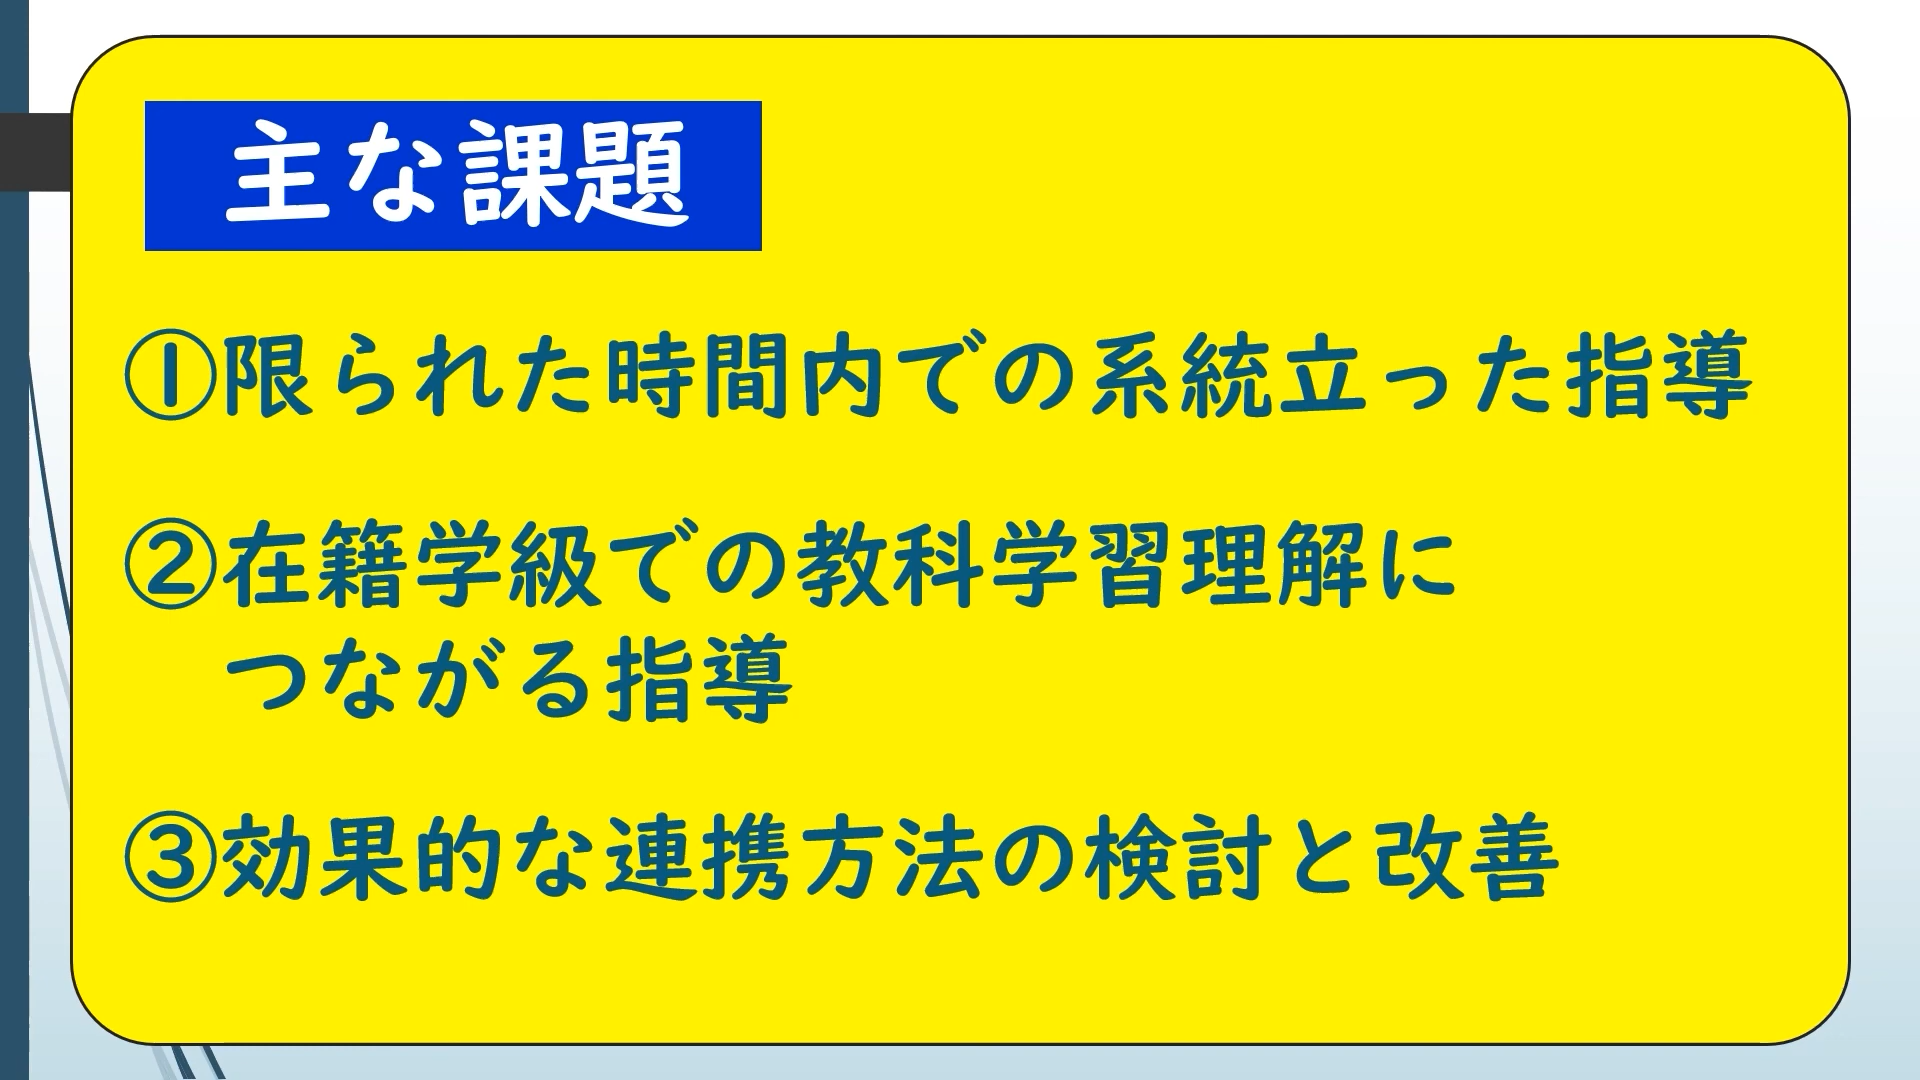 主な課題
①限られた時間内での系統立った指導
②在籍学級での教科学習理解に
つながる指導
③効果的な連携方法の検討と改善